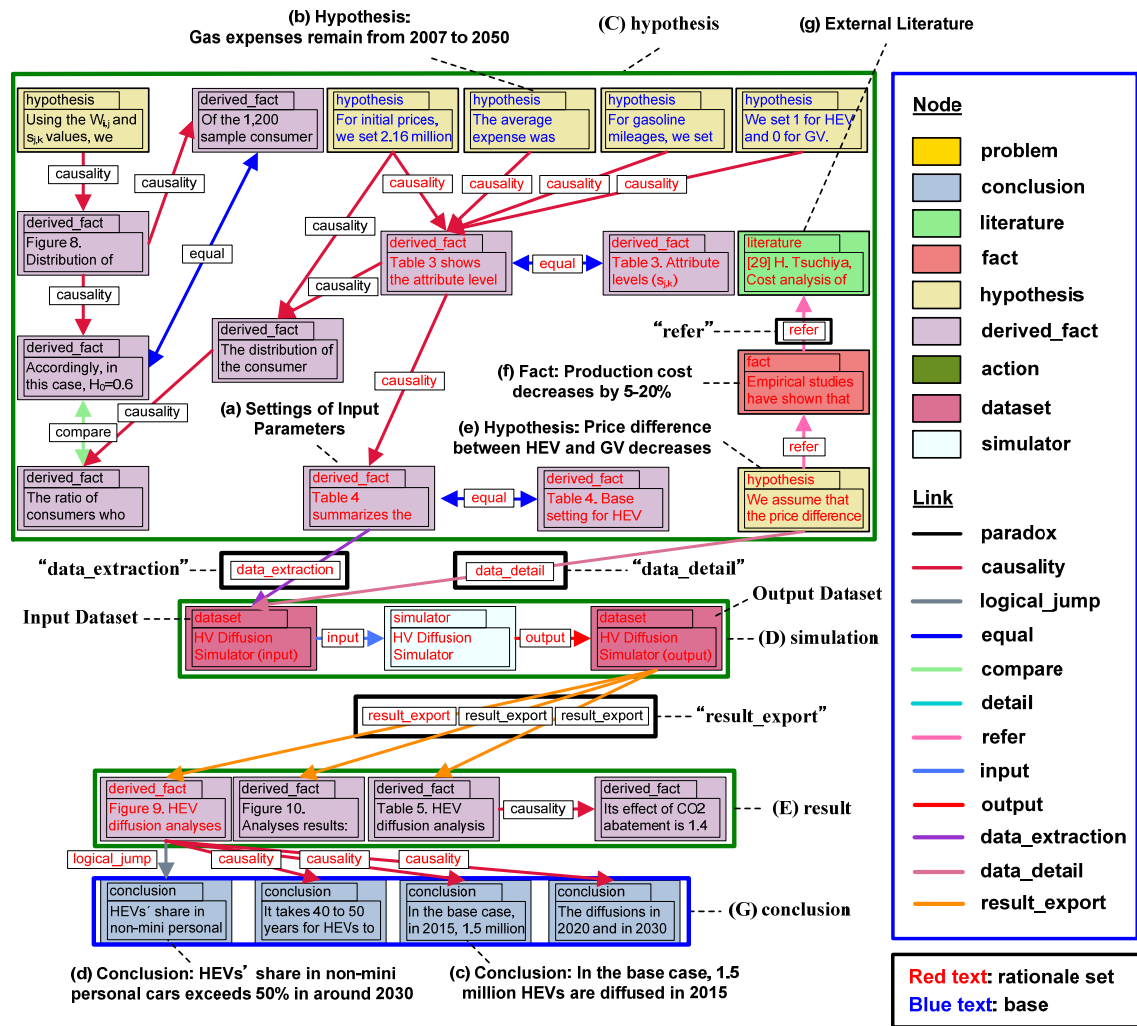 (b) Hypothesis:
Gas expenses remain from 2007 to 2050
(C) hypothesis
(g) External Literature
hypothesis
Using the Wi,j and
sj,k values, we
derived_fact
Of the 1,200
sample consumer
hypothesis
For initial prices,
we set 2.16 million
hypothesis
The average
expense was
hypothesis
For gasoline
mileages, we set
hypothesis
We set 1 for HEV
and 0 for GV.
causality
causality
causality
causality
causality
causality
causality
equal
derived_fact
Figure 8.
Distribution of
derived_fact
Table 3 shows
the attribute level
equal
derived_fact
Table 3. Attribute
levels (sj,k)
literature
[29] H. Tsuchiya,
Cost analysis of
causality
"refer"
refer
derived_fact
Accordingly, in
this case, H0=0.6
derived_fact
The distribution of
the consumer
(f) Fact: Production cost
decreases by 5-20%
fact
Empirical studies
have shown that
causality
causality
compare
(a) Settings of Input
Parameters
(e) Hypothesis: Price difference
between HEV and GV decreases
refer
derived_fact
The ratio of
consumers who
derived_fact
Table 4
summarizes the
equal
derived_fact
Table 4. Base
setting for HEV
hypothesis
We assume that
the price difference
"data_extraction"
data_extraction
data_detail
"data_detail"
Input Dataset
Output Dataset
dataset
HV Diffusion
Simulator (input)
input
simulator
HV Diffusion
Simulator
output
dataset
HV Diffusion
Simulator (output)
(D) simulation
result_export
result_export
result_export
"result_export"
derived_fact
Figure 9. HEV
diffusion analyses
derived_fact
Figure 10.
Analyses results:
derived_fact
Table 5. HEV
diffusion analysis
causality
derived_fact
Its effect of CO2
abatement is 1.4
(E) result
logical_jump
causality
causality
causality
conclusion
HEVs' share in
non-mini personal
conclusion
It takes 40 to 50
years for HEVs to
conclusion
In the base case,
in 2015, 1.5 million
conclusion
The diffusions in
2020 and in 2030
(G) conclusion
(d) Conclusion: HEVs' share in non-mini
personal cars exceeds 50% in around 2030
(c) Conclusion: In the base case, 1.5
million HEVs are diffused in 2015
Node
problem
conclusion
literature
fact
hypothesis
derived_fact
action
dataset
simulator
Link
paradox
causality
logical_jump
equal
compare
detail
refer
input
output
data_extraction
data_detail
result_export
Red text: rationale set
Blue text: base